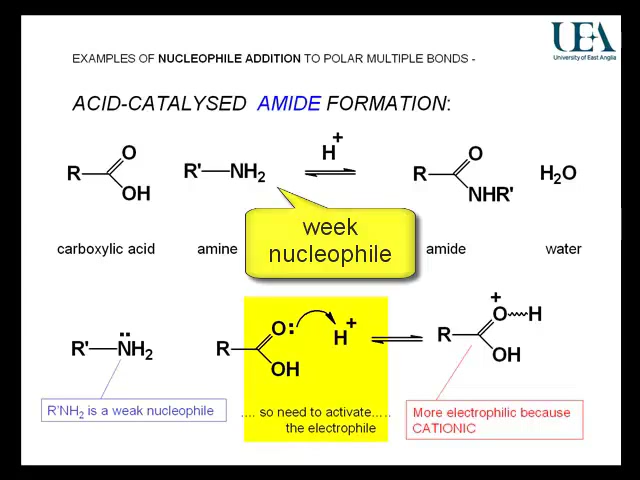 UEA
University of East Anglia
EXAMPLES OF NUCLEOPHILE ADDITION TO POLAR MULTIPLE BONDS -
ACID-CATALYSED AMIDE FORMATION:
R O OH R'—NH₂ H⁺ R O NHR' H₂O
week
nucleophile
carboxylic acid amine amide water
R'—NH₂ R O: OH H⁺ R O⁺ H OH
R'NH₂ is a weak nucleophile
.... so need to activate.....
the electrophile
More electrophilic because
CATIONIC